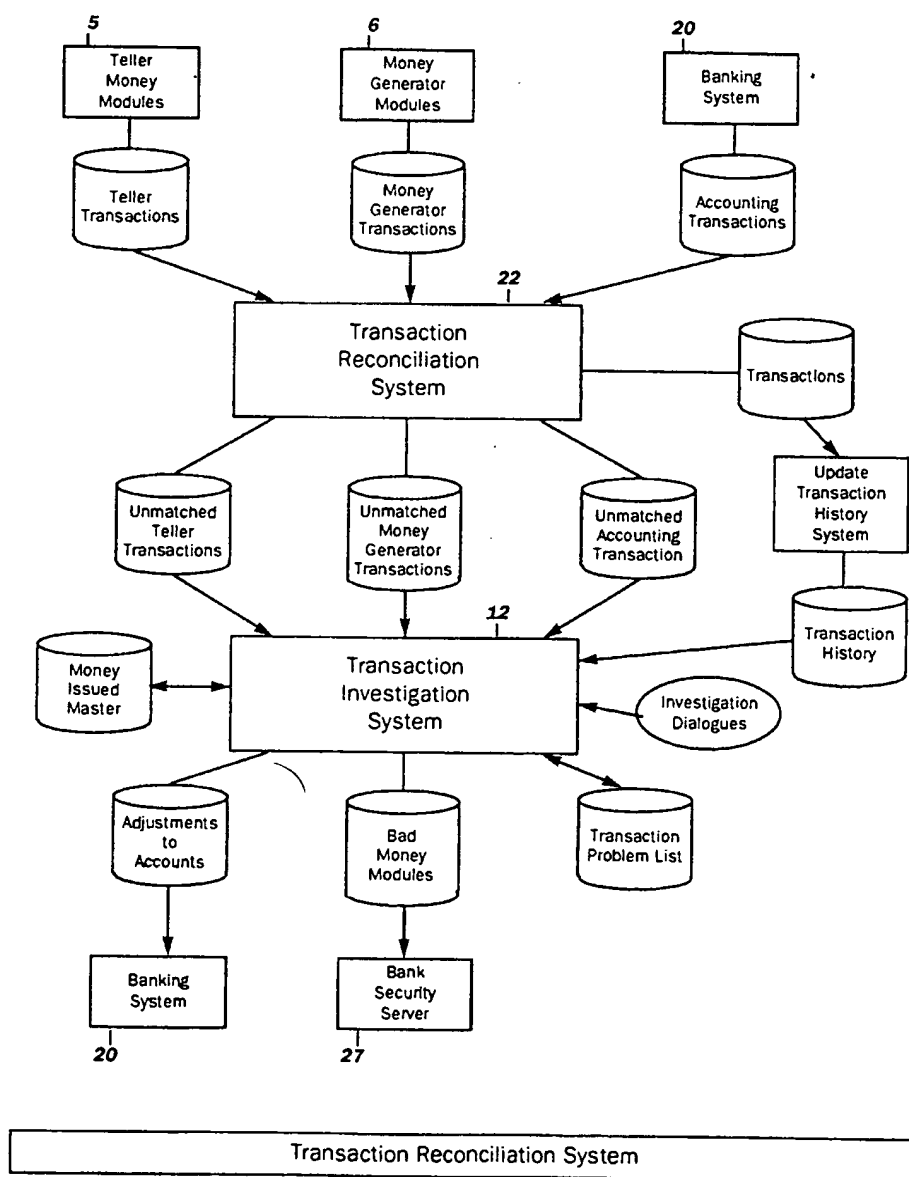 5
Teller
Money
Modules
6
Money
Generator
Modules
20
Banking
System
Teller
Transactions
Money
Generator
Transactions
Accounting
Transactions
22
Transaction
Reconciliation
System
Transactions
Unmatched
Teller
Transactions
Unmatched
Money
Generator
Transactions
Unmatched
Accounting
Transaction
Update
Transaction
History
System
12
Transaction
Investigation
System
Transaction
History
Money
Issued
Master
Investigation
Dialogues
Adjustments
to
Accounts
Bad
Money
Modules
Transaction
Problem List
Banking
System
20
Bank
Security
Server
27
Transaction Reconciliation System